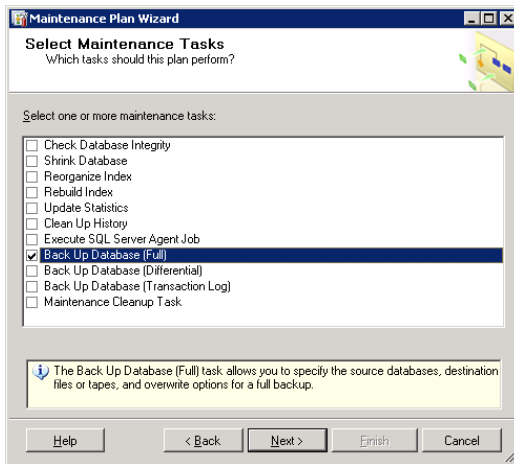 Maintenance Plan Wizard
Select Maintenance Tasks
Which tasks should this plan perform?
Select one or more maintenance tasks:
Check Database Integrity
Shrink Database
Reorganize Index
Rebuild Index
Update Statistics
Clean Up History
Execute SQL Server Agent Job
Back Up Database (Full)
Back Up Database (Differential)
Back Up Database (Transaction Log)
Maintenance Cleanup Task
The Back Up Database (Full) task allows you to specify the source databases, destination
files or tapes, and overwrite options for a full backup.
Help < Back Next > Finish Cancel